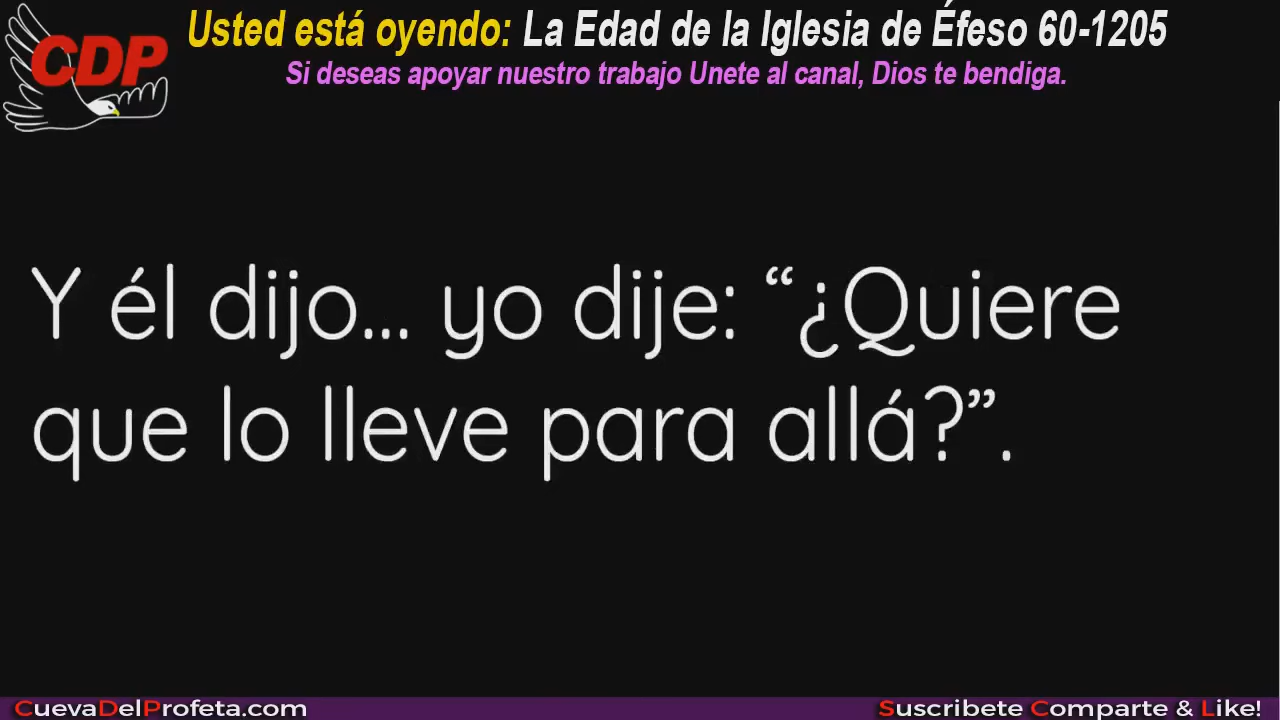 CDP
Usted está oyendo: La Edad de la Iglesia de Éfeso 60-1205
Si deseas apoyar nuestro trabajo Unete al canal, Dios te bendiga.
Y él dijo... yo dije: “¿Quiere
que lo lleve para allá?”.
CuevaDelProfeta.com
Suscribete Comparte & Like!